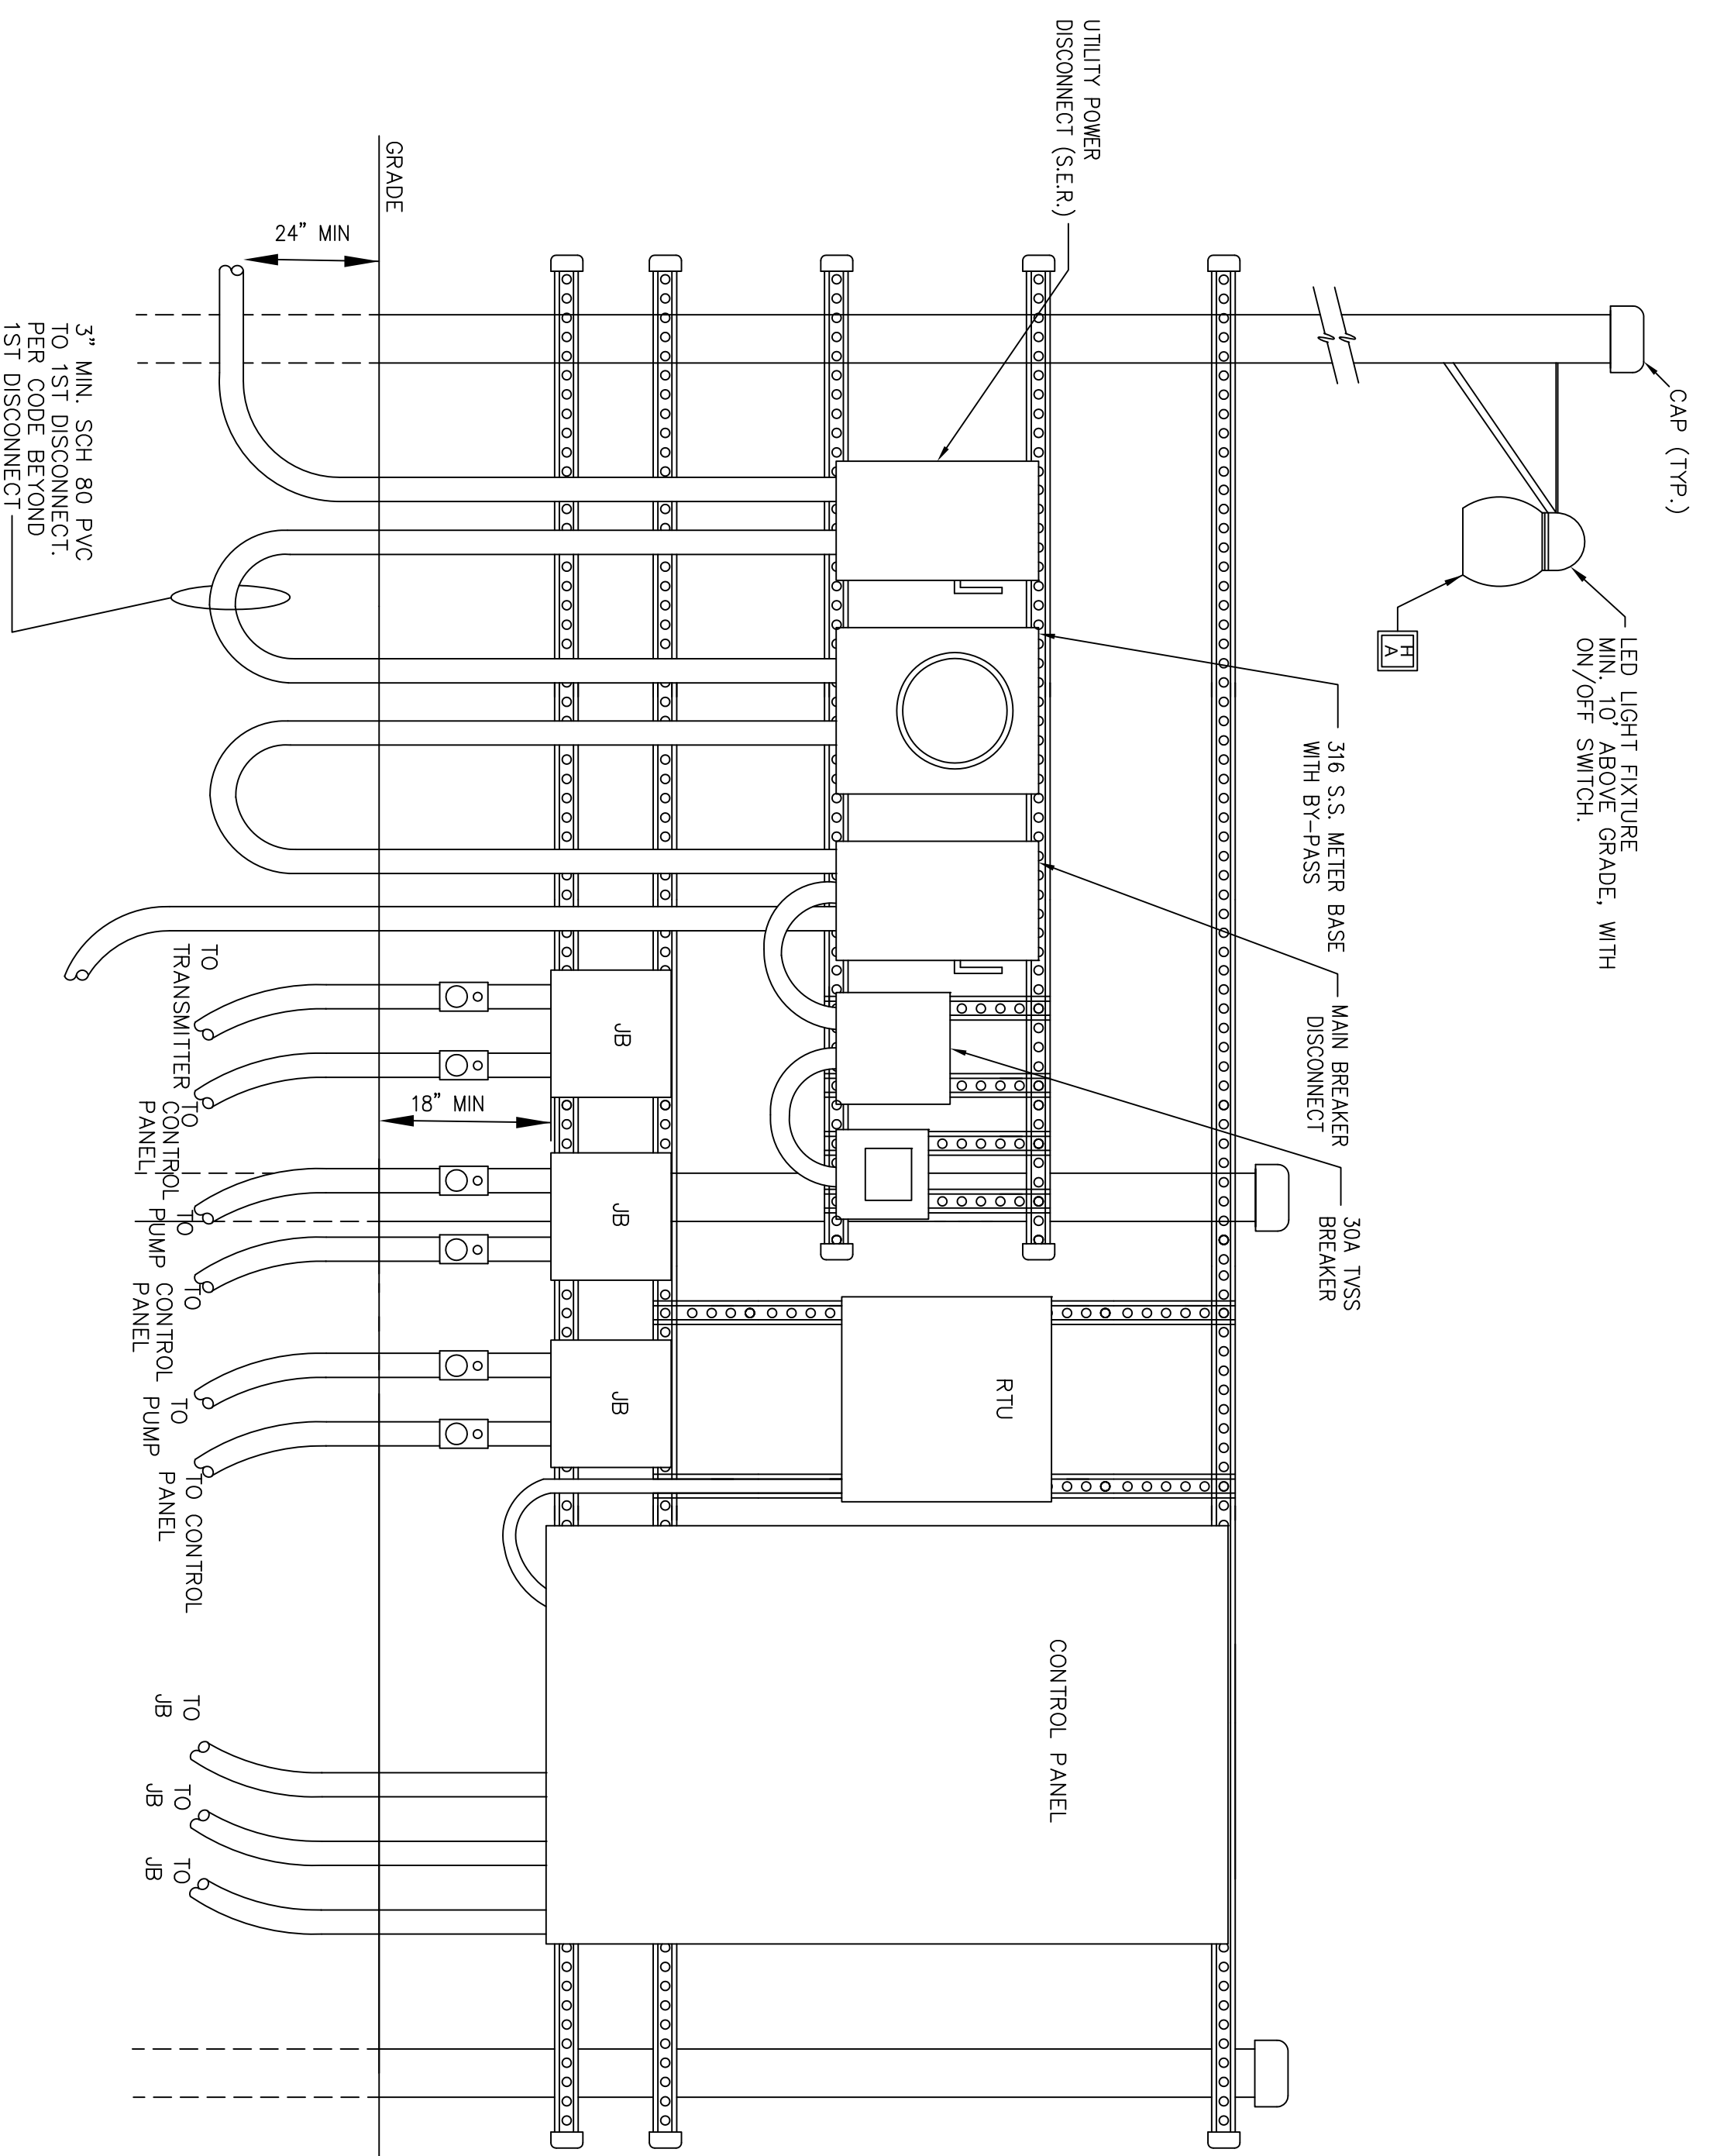 CAP (TYP.)
LED LIGHT FIXTURE
MIN. 10' ABOVE GRADE, WITH
ON/OFF SWITCH.
H
A
UTILITY POWER
DISCONNECT (S.E.R.)
316 S.S. METER BASE
WITH BY-PASS
MAIN BREAKER
DISCONNECT
30A TVSS
BREAKER
RTU
CONTROL PANEL
JB
JB
JB
GRADE
24" MIN
18" MIN
TO
TRANSMITTER
TO
CONTROL
PANEL
TO
PUMP
TO
CONTROL
PANEL
TO
PUMP
TO CONTROL
PANEL
TO
JB
TO
JB
TO
JB
3" MIN. SCH 80 PVC
TO 1ST DISCONNECT.
PER CODE BEYOND
1ST DISCONNECT